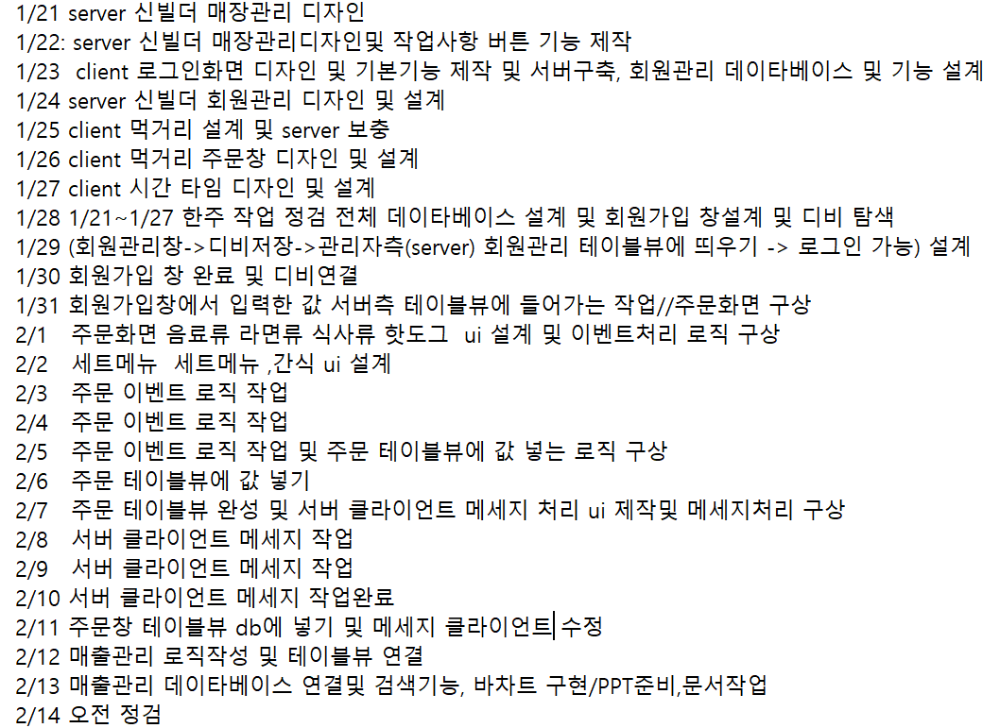 1/21 server 신빌더 매장관리 디자인
1/22: server 신빌더 매장관리디자인및 작업사항 버튼 기능 제작
1/23  client 로그인화면 디자인 및 기본기능 제작 및 서버구축, 회원관리 데이타베이스 및 기능 설계
1/24 server 신빌더 회원관리 디자인 및 설계
1/25 client 먹거리 설계 및 server 보충
1/26 client 먹거리 주문창 디자인 및 설계
1/27 client 시간 타임 디자인 및 설계
1/28 1/21~1/27 한주 작업 정검 전체 데이타베이스 설계 및 회원가입 창설계 및 디비 탐색
1/29 (회원관리창->디비저장->관리자측(server) 회원관리 테이블뷰에 띄우기 -> 로그인 가능) 설계
1/30 회원가입 창 완료 및 디비연결
1/31 회원가입창에서 입력한 값 서버측 테이블뷰에 들어가는 작업//주문화면 구상
2/1   주문화면 음료류 라면류 식사류 핫도그  ui 설계 및 이벤트처리 로직 구상
2/2   세트메뉴  세트메뉴 ,간식 ui 설계
2/3   주문 이벤트 로직 작업
2/4   주문 이벤트 로직 작업
2/5   주문 이벤트 로직 작업 및 주문 테이블뷰에 값 넣는 로직 구상
2/6   주문 테이블뷰에 값 넣기
2/7   주문 테이블뷰 완성 및 서버 클라이언트 메세지 처리 ui 제작및 메세지처리 구상
2/8   서버 클라이언트 메세지 작업
2/9   서버 클라이언트 메세지 작업
2/10 서버 클라이언트 메세지 작업완료
2/11 주문창 테이블뷰 db에 넣기 및 메세지 클라이언트 수정
2/12 매출관리 로직작성 및 테이블뷰 연결
2/13 매출관리 데이타베이스 연결및 검색기능, 바차트 구현/PPT준비,문서작업
2/14 오전 정검